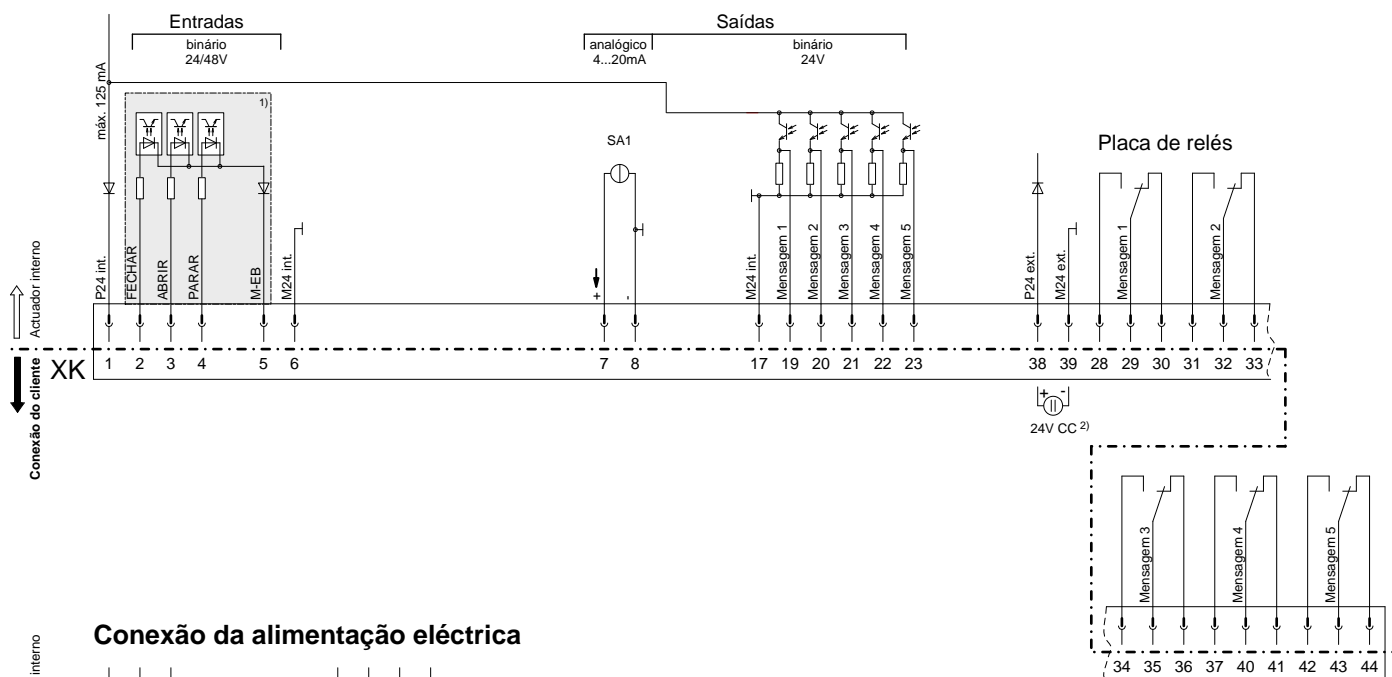 Entradas
Saídas
binário
24/48V
analógico
4...20mA
binário
24V
máx. 125 mA
1)
SA1
Placa de relés
P24 int.
FECHAR
ABRIR
PARAR
M-EB
M24 int.
+
-
M24 int.
Mensagem 1
Mensagem 2
Mensagem 3
Mensagem 4
Mensagem 5
P24 ext.
M24 ext.
Mensagem 1
Mensagem 2
Actuador interno
Conexão do cliente
XK
1 2 3 4 5 6 7 8 17 19 20 21 22 23 38 39 28 29 30 31 32 33
+ -
24V CC 2)
Mensagem 3
Mensagem 4
Mensagem 5
34 35 36 37 40 41 42 43 44
Conexão da alimentação eléctrica
interno